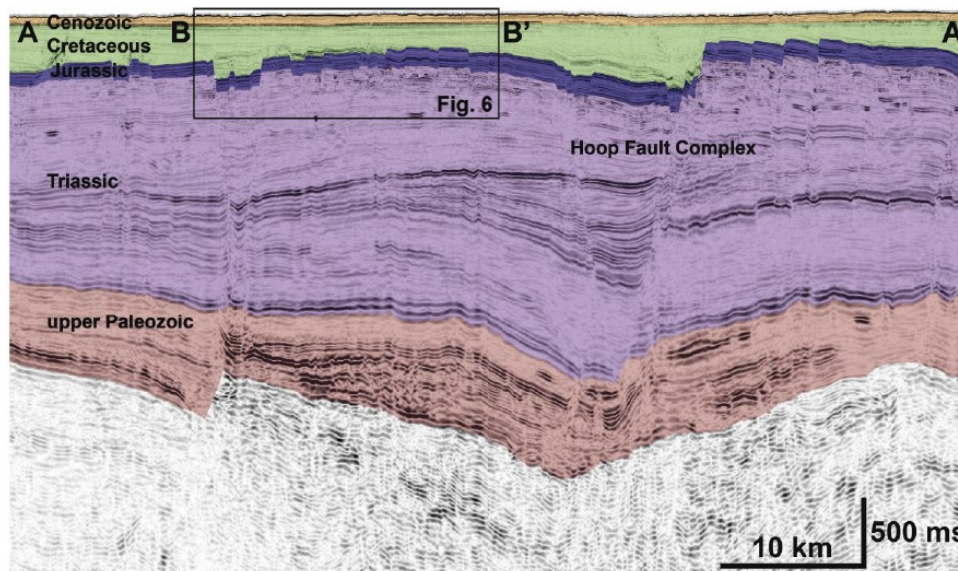 A
Cenozoic
B
B'
A
Cretaceous
Jurassic
Fig. 6
Hoop Fault Complex
Triassic
upper Paleozoic
10 km
500 ms